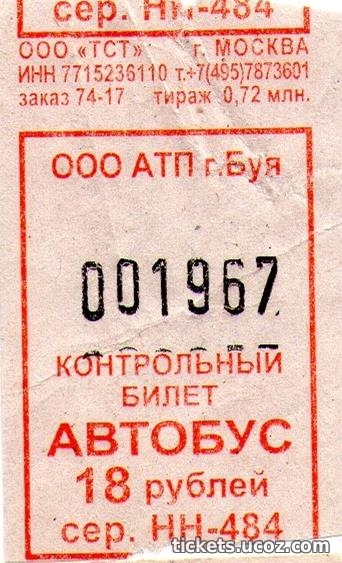 сер. НН-484
ООО «ТСТ» г. МОСКВА
ИНН 7715236110 т.+7(495)7873601
заказ 74-17 тираж 0,72 млн.
ООО АТП г.Буя
001967
КОНТРОЛЬНЫЙ
БИЛЕТ
АВТОБУС
18 рублей
сер. НН-484
tickets.ucoz.com